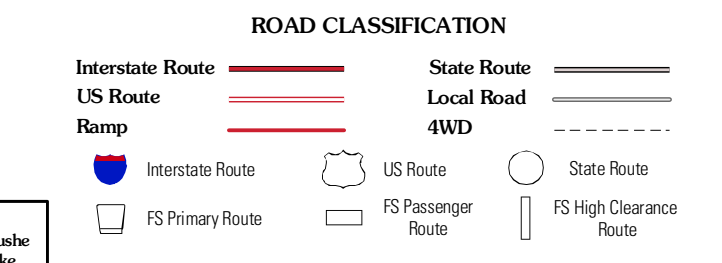 ROAD CLASSIFICATION
Interstate Route
State Route
US Route
Local Road
Ramp
4WD
Interstate Route
US Route
State Route
FS Primary Route
FS Passenger
Route
FS High Clearance
Route